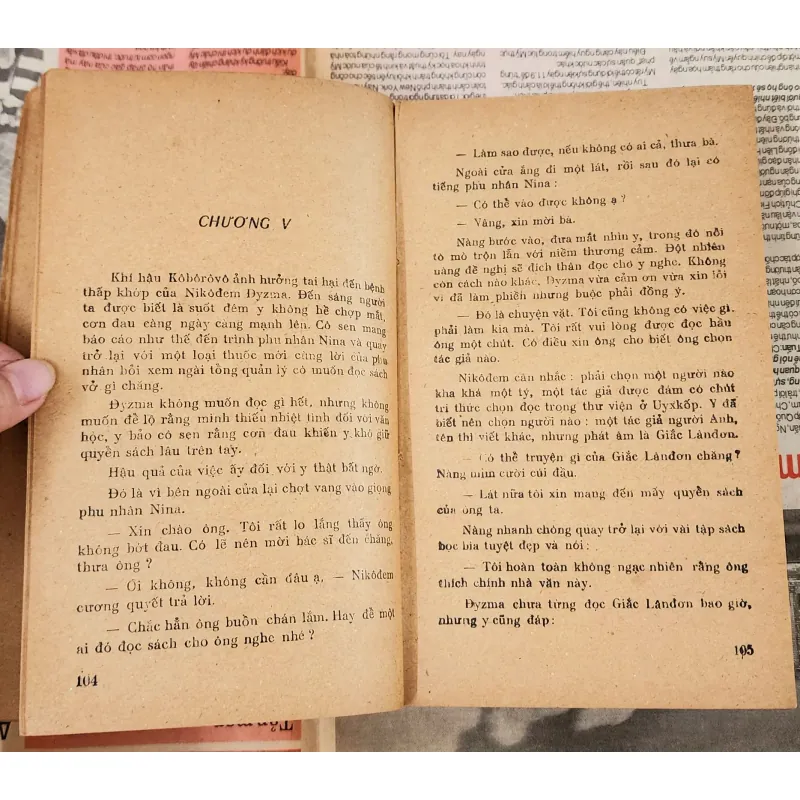 CHƯƠNG V
Khí hậu Kôbôrôvô ảnh hưởng tai hại đến bệnh
thấp khớp của Nikôđem Đyzma. Đến sáng người
ta được biết là suốt đêm y không hề chợp mắt,
cơn đau càng ngày càng mạnh lên. Cô sen mang
báo cáo như thế đến trình phu nhân Nina và quay
trở lại với một loại thuốc mới cùng lời của phu
nhân hỏi xem ngài tổng quản lý có muốn đọc sách
vở gì chăng.
Đyzma không muốn đọc gì hết, nhưng không
muốn để lộ rằng mình thiếu nhiệt tình đối với văn
học, y bảo cô sen rằng cơn đau khiến y khó giữ
quyển sách lâu trên tay.
Hậu quả của việc ấy đối với y thật bất ngờ.
Đó là vì bên ngoài cửa lại chợt vang vào giọng
phu nhân Nina.
— Xin chào ông. Tôi rất lo lắng thấy ông
không bớt đau. Có lẽ nên mời bác sĩ đến chăng,
thưa ông ?
— Ơi không, không cần đâu ạ, — Nikôđem
cương quyết trả lời.
— Chắc hẳn ông buồn chán lắm. Hay để một
ai đó đọc sách cho ông nghe nhé ?
104
— Làm sao được, nếu không có ai cả, thưa bà.
Ngoài cửa ắng đi một lát, rồi sau đó lại có
tiếng phu nhân Nina :
— Có thể vào được không ạ ?
— Vâng, xin mời bà.
Nàng bước vào, đưa mắt nhìn y, trong đó nỗi
tò mò trộn lẫn với niềm thương cảm. Đột nhiên
nàng đề nghị sẽ đích thân đọc cho y nghe. Không
còn cách nào khác, Đyzma vừa cảm ơn vừa xin lỗi
vì đã làm phiền nhưng buộc phải đồng ý.
— Đó là chuyện vặt. Tôi cũng không có việc gì
phải làm kia mà. Tôi rất vui lòng được đọc hầu
ông một chút. Có điều xin ông cho biết ông chọn
tác giả nào.
Nikôđem cân nhắc : phải chọn một người nào
kha khá một tý, một tác giả được đám có chút
tri thức chọn đọc trong thư viện ở Uyxkốp. Y đã
biết nên chọn người nào : một tác giả người Anh,
tên thì viết khác, nhưng phát âm là Giắc Lânđơn.
— Có thể truyện gì của Giắc Lânđơn chăng?
Nàng mỉm cười cúi đầu.
— Lát nữa tôi xin mang đến mấy quyển sách
của ông ta.
Nàng nhanh chóng quay trở lại với vài tập sách
bọc bìa tuyệt đẹp và nói :
— Tôi hoàn toàn không ngạc nhiên rằng ông
thích chính nhà văn này.
Đyzma chưa từng đọc Giắc Lânđơn bao giờ,
nhưng y cũng đáp:
105